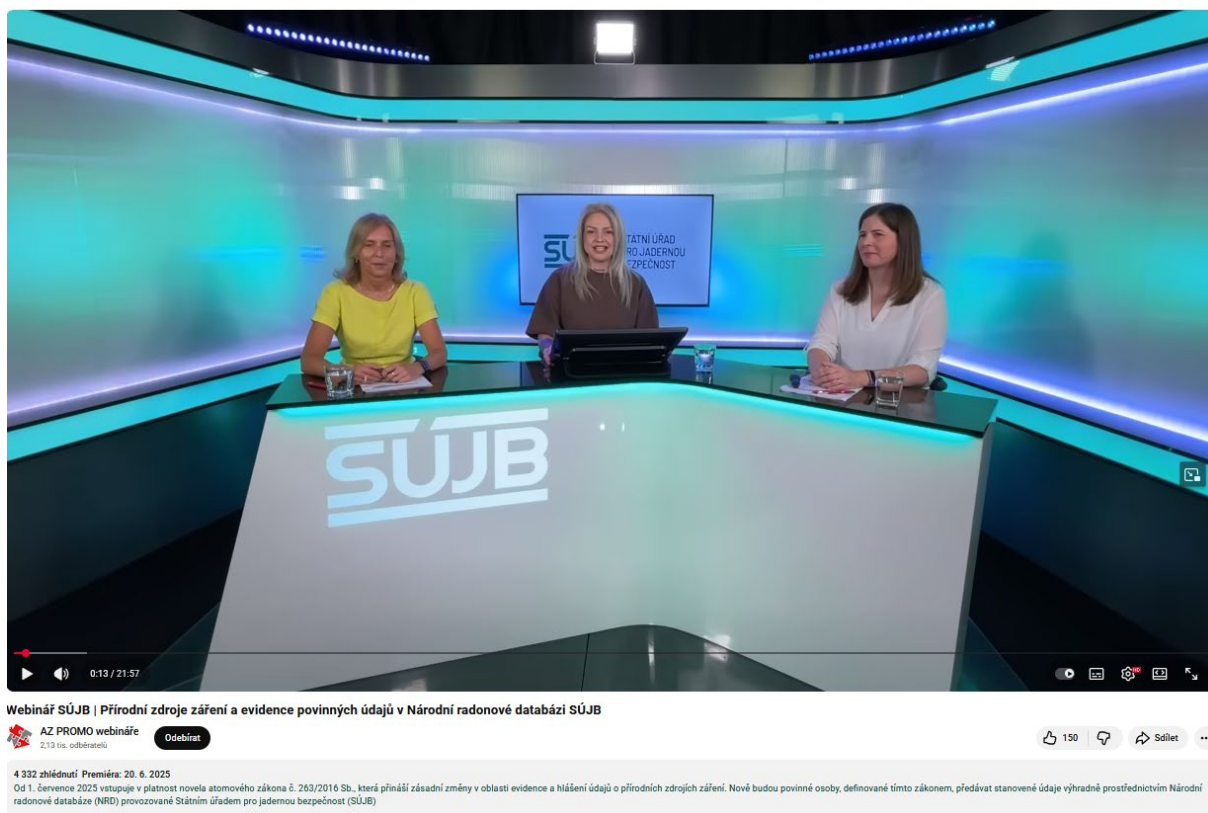 SÚJB
STÁTNÍ ÚŘAD
PRO JADERNOU
BEZPEČNOST
SÚJB
0:13 / 21:57
HD
Webinář SÚJB | Přírodní zdroje záření a evidence povinných údajů v Národní radonové databázi SÚJB
AZ PROMO webináře
2,13 tis. odběratelů
Odebírat
150
Sdílet
4 332 zhlédnutí Premiéra: 20. 6. 2025
Od 1. července 2025 vstupuje v platnost novela atomového zákona č. 263/2016 Sb., která přináší zásadní změny v oblasti evidence a hlášení údajů o přírodních zdrojích záření. Nově budou povinné osoby, definované tímto zákonem, předávat stanovené údaje výhradně prostřednictvím Národní
radonové databáze (NRD) provozované Státním úřadem pro jadernou bezpečnost (SÚJB)